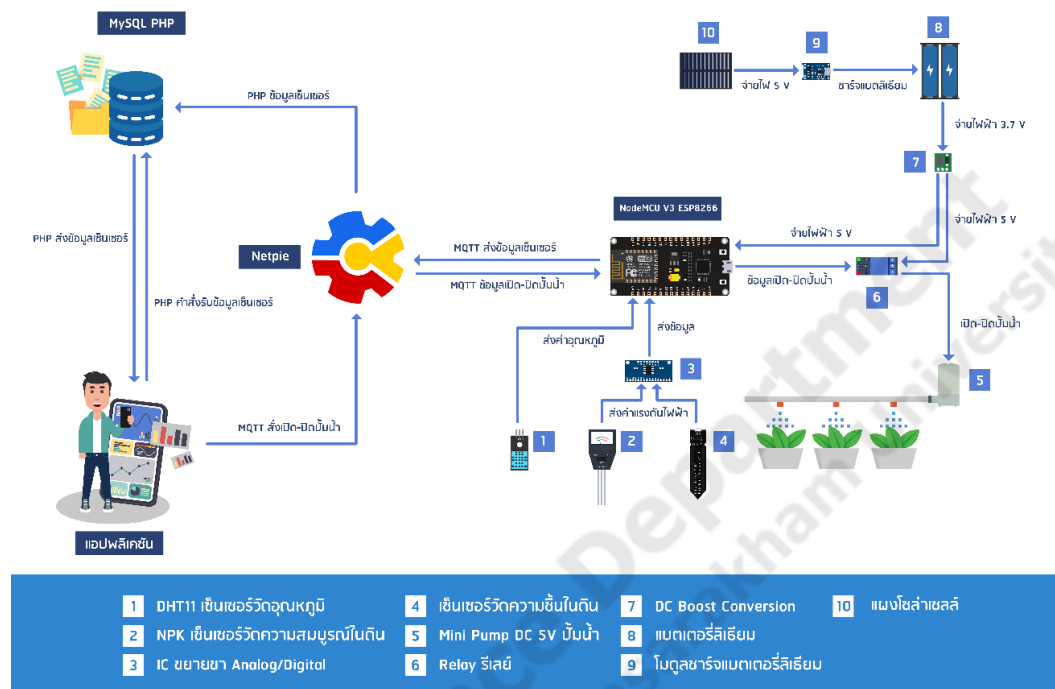 MySQL PHP
10
9
8
จ่ายไฟ 5 V
ชาร์จแบตลิเธียม
PHP ข้อมูลเซ็นเซอร์
จ่ายไฟฟ้า 3.7 V
7
NodeMCU V3 ESP8266
จ่ายไฟฟ้า 5 V
จ่ายไฟฟ้า 5 V
PHP ส่งข้อมูลเซ็นเซอร์
Netpie
MQTT ส่งข้อมูลเซ็นเซอร์
MQTT ข้อมูลเปิด-ปิดปั๊มน้ำ
ข้อมูลเปิด-ปิดปั๊มน้ำ
6
PHP คำสั่งรับข้อมูลเซ็นเซอร์
ส่งค่าอุณหภูมิ
ส่งข้อมูล
เปิด-ปิดปั๊มน้ำ
3
5
ส่งค่าแรงดันไฟฟ้า
MQTT สั่งเปิด-ปิดปั๊มน้ำ
1
2
4
แอปพลิเคชัน
1 DHT11 เซ็นเซอร์วัดอุณหภูมิ
2 NPK เซ็นเซอร์วัดความสมบูรณ์ในดิน
3 IC ขยายขา Analog/Digital
4 เซ็นเซอร์วัดความชื้นในดิน
5 Mini Pump DC 5V ปั้มน้ำ
6 Relay รีเลย์
7 DC Boost Conversion
8 แบตเตอรี่ลิเธียม
9 โมดูลชาร์จแบตเตอรี่ลิเธียม
10 แผงโซล่าเซลล์